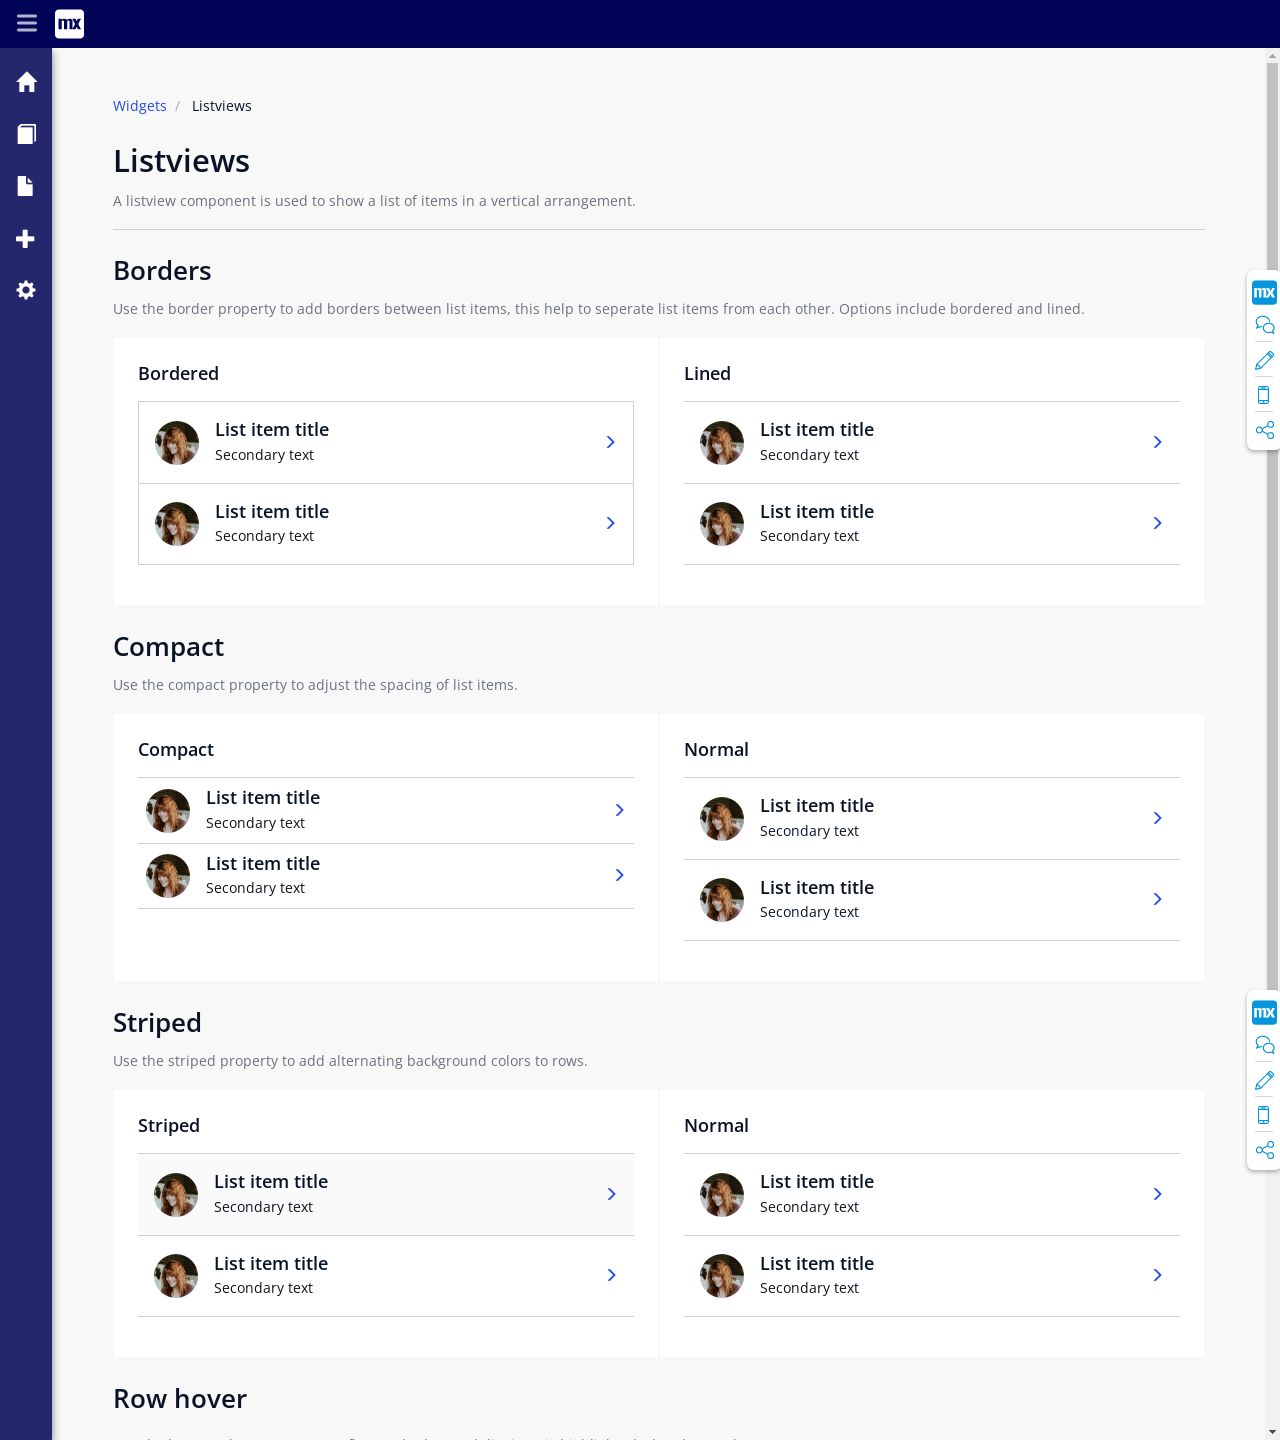 mx
Widgets / Listviews
Listviews
A listview component is used to show a list of items in a vertical arrangement.
Borders
Use the border property to add borders between list items, this help to seperate list items from each other. Options include bordered and lined.
mx
Bordered
List item title
Secondary text
List item title
Secondary text
Lined
List item title
Secondary text
List item title
Secondary text
Compact
Use the compact property to adjust the spacing of list items.
Compact
List item title
Secondary text
List item title
Secondary text
Normal
List item title
Secondary text
List item title
Secondary text
Striped
Use the striped property to add alternating background colors to rows.
mx
Striped
List item title
Secondary text
List item title
Secondary text
Normal
List item title
Secondary text
List item title
Secondary text
Row hover